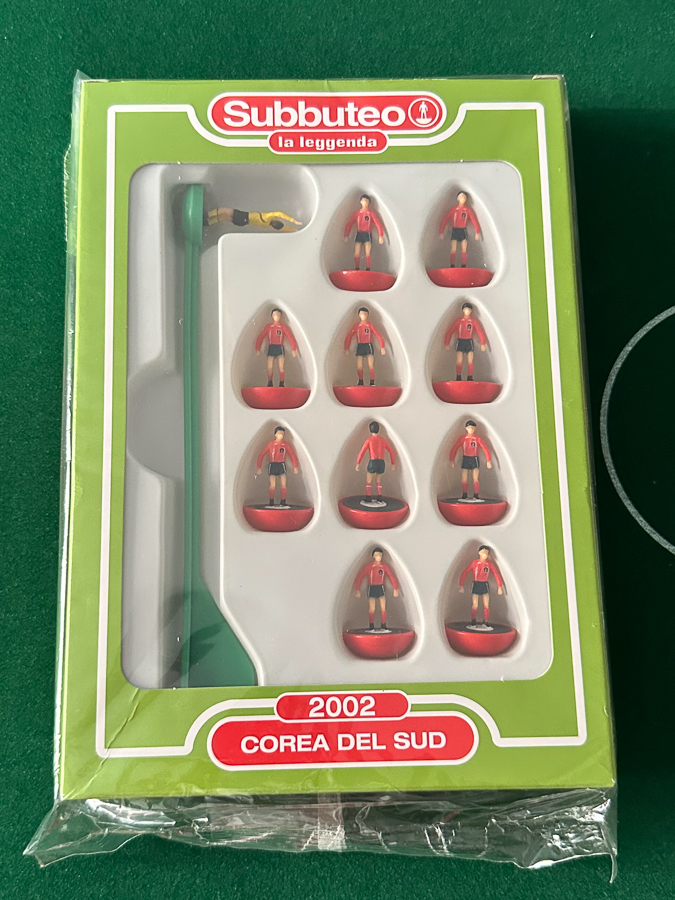 Subbuteo
la leggenda
2002
COREA DEL SUD